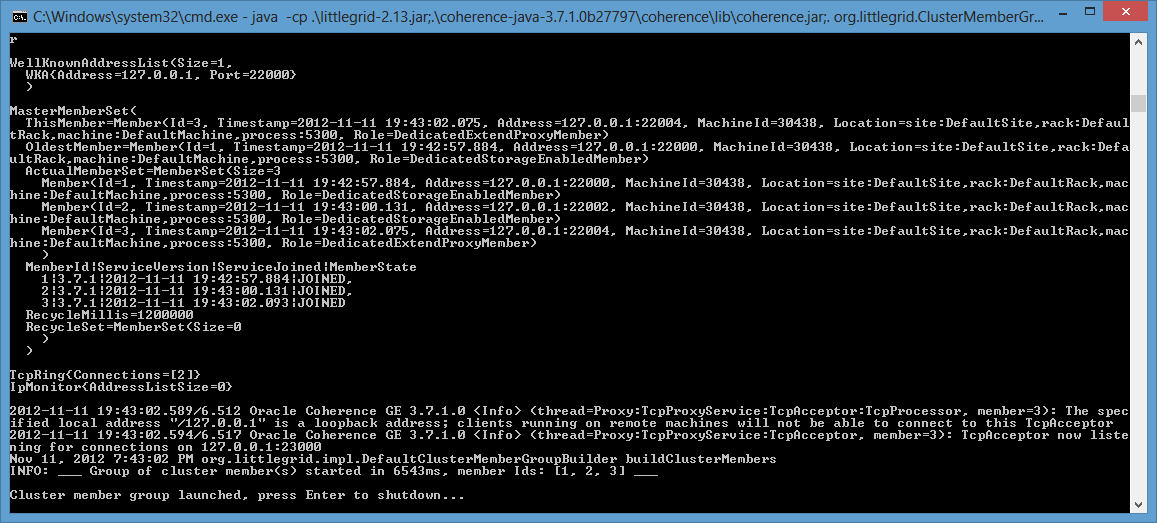 C:\Windows\system32\cmd.exe - java  -cp .\littlegrid-2.13.jar;.\coherence-java-3.7.1.0b27797\coherence\lib\coherence.jar;. org.littlegrid.ClusterMemberGr...
r
WellKnownAddressList(Size=1,
  WKA{Address=127.0.0.1, Port=22000}
  )
MasterMemberSet(
  ThisMember=Member(Id=3, Timestamp=2012-11-11 19:43:02.075, Address=127.0.0.1:22004, MachineId=30438, Location=site:DefaultSite,rack:Defaul
tRack,machine:DefaultMachine,process:5300, Role=DedicatedExtendProxyMember)
  OldestMember=Member(Id=1, Timestamp=2012-11-11 19:42:57.884, Address=127.0.0.1:22000, MachineId=30438, Location=site:DefaultSite,rack:Defa
ultRack,machine:DefaultMachine,process:5300, Role=DedicatedStorageEnabledMember)
  ActualMemberSet=MemberSet(Size=3
    Member(Id=1, Timestamp=2012-11-11 19:42:57.884, Address=127.0.0.1:22000, MachineId=30438, Location=site:DefaultSite,rack:DefaultRack,mac
hine:DefaultMachine,process:5300, Role=DedicatedStorageEnabledMember)
    Member(Id=2, Timestamp=2012-11-11 19:43:00.131, Address=127.0.0.1:22002, MachineId=30438, Location=site:DefaultSite,rack:DefaultRack,mac
hine:DefaultMachine,process:5300, Role=DedicatedStorageEnabledMember)
    Member(Id=3, Timestamp=2012-11-11 19:43:02.075, Address=127.0.0.1:22004, MachineId=30438, Location=site:DefaultSite,rack:DefaultRack,mac
hine:DefaultMachine,process:5300, Role=DedicatedExtendProxyMember)
    )
  MemberId|ServiceVersion|ServiceJoined|MemberState
    1|3.7.1|2012-11-11 19:42:57.884|JOINED,
    2|3.7.1|2012-11-11 19:43:00.131|JOINED,
    3|3.7.1|2012-11-11 19:43:02.093|JOINED
  RecycleMillis=1200000
  RecycleSet=MemberSet(Size=0
    )
  )
TcpRing{Connections=[2]}
IpMonitor{AddressListSize=0}
2012-11-11 19:43:02.589/6.512 Oracle Coherence GE 3.7.1.0 <Info> (thread=Proxy:TcpProxyService:TcpAcceptor:TcpProcessor, member=3): The spec
ified local address "/127.0.0.1" is a loopback address; clients running on remote machines will not be able to connect to this TcpAcceptor
2012-11-11 19:43:02.594/6.517 Oracle Coherence GE 3.7.1.0 <Info> (thread=Proxy:TcpProxyService:TcpAcceptor, member=3): TcpAcceptor now liste
ning for connections on 127.0.0.1:23000
Nov 11, 2012 7:43:02 PM org.littlegrid.impl.DefaultClusterMemberGroupBuilder buildClusterMembers
INFO: ___ Group of cluster member(s) started in 6543ms, member Ids: [1, 2, 3] ___
Cluster member group launched, press Enter to shutdown...